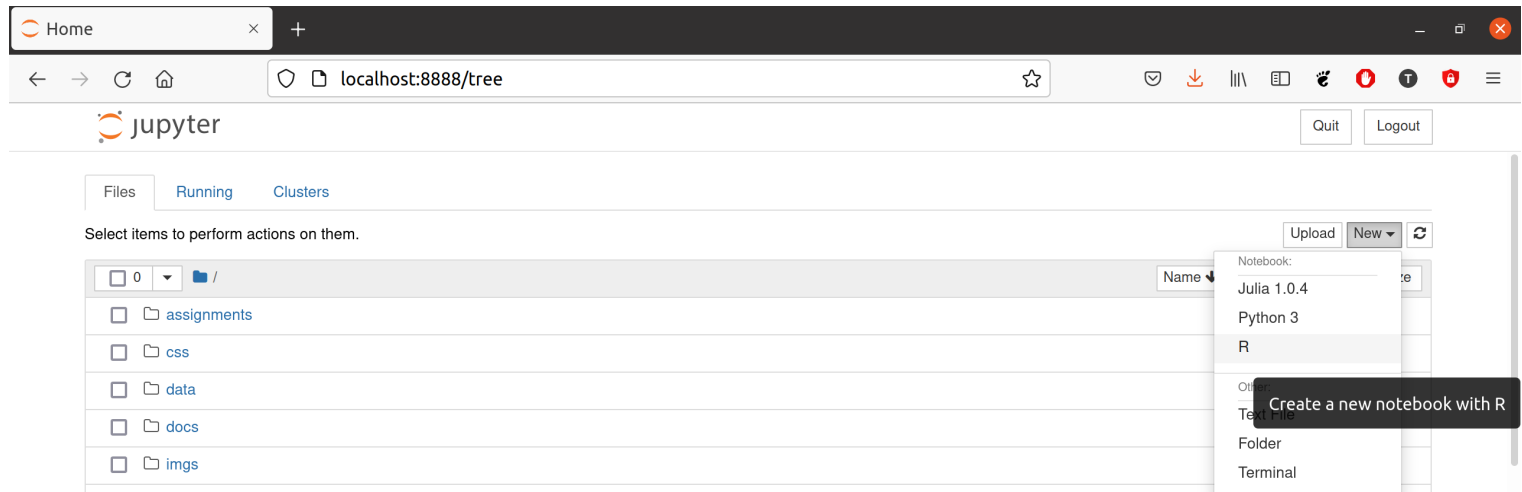 Home
localhost:8888/tree
T
jupyter
Quit Logout
Files Running Clusters
Select items to perform actions on them.
Upload New
0 / Name
Notebook:
Julia 1.0.4
assignments
Python 3
css
R
data
Other:
Create a new notebook with R
Text File
docs
Folder
imgs
Terminal